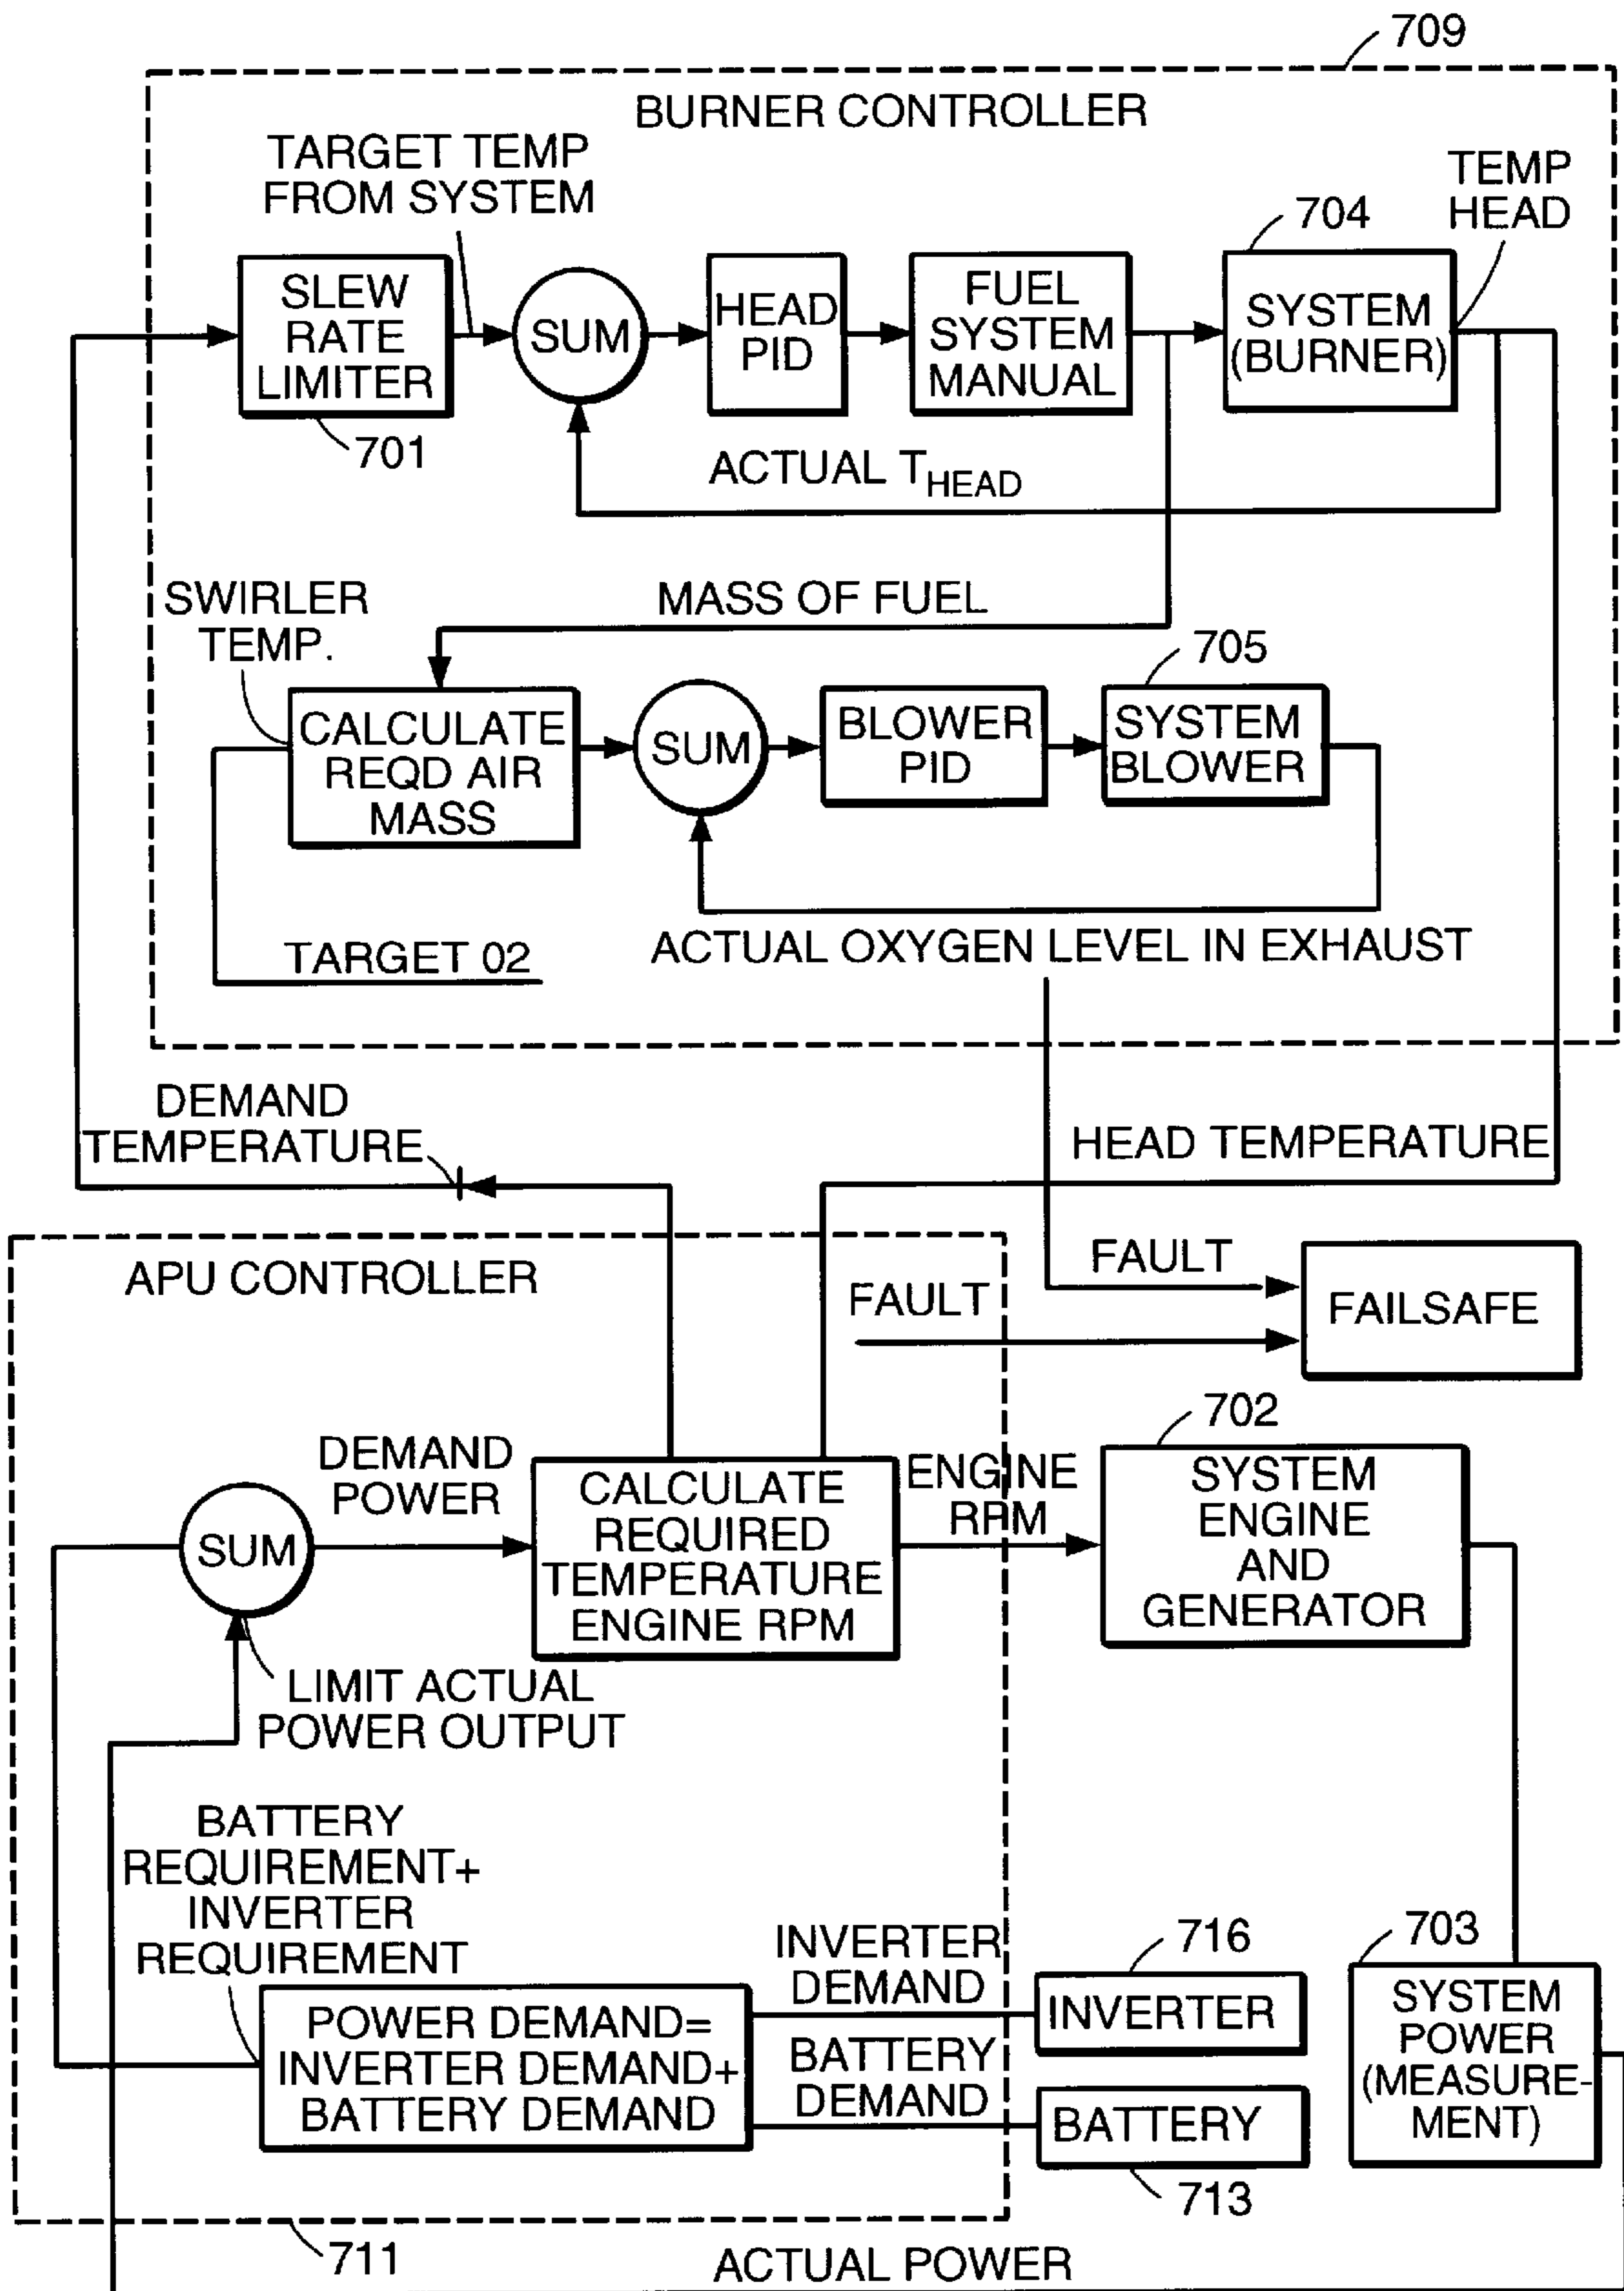 709
BURNER CONTROLLER
TARGET TEMP
FROM SYSTEM
TEMP
HEAD
704
SLEW
RATE
LIMITER
SUM
HEAD
PID
FUEL
SYSTEM
MANUAL
SYSTEM
(BURNER)
701
ACTUAL THEAD
SWIRLER
TEMP.
MASS OF FUEL
705
CALCULATE
REQD AIR
MASS
SUM
BLOWER
PID
SYSTEM
BLOWER
TARGET 02
ACTUAL OXYGEN LEVEL IN EXHAUST
DEMAND
TEMPERATURE
HEAD TEMPERATURE
APU CONTROLLER
FAULT
FAULT
FAILSAFE
702
DEMAND
POWER
SUM
CALCULATE
REQUIRED
TEMPERATURE
ENGINE RPM
ENGINE
RPM
SYSTEM
ENGINE
AND
GENERATOR
LIMIT ACTUAL
POWER OUTPUT
BATTERY
REQUIREMENT+
INVERTER
REQUIREMENT
INVERTER
DEMAND
716
703
POWER DEMAND=
INVERTER DEMAND+
BATTERY DEMAND
BATTERY
DEMAND
INVERTER
BATTERY
713
SYSTEM
POWER
(MEASURE-
MENT)
711
ACTUAL POWER